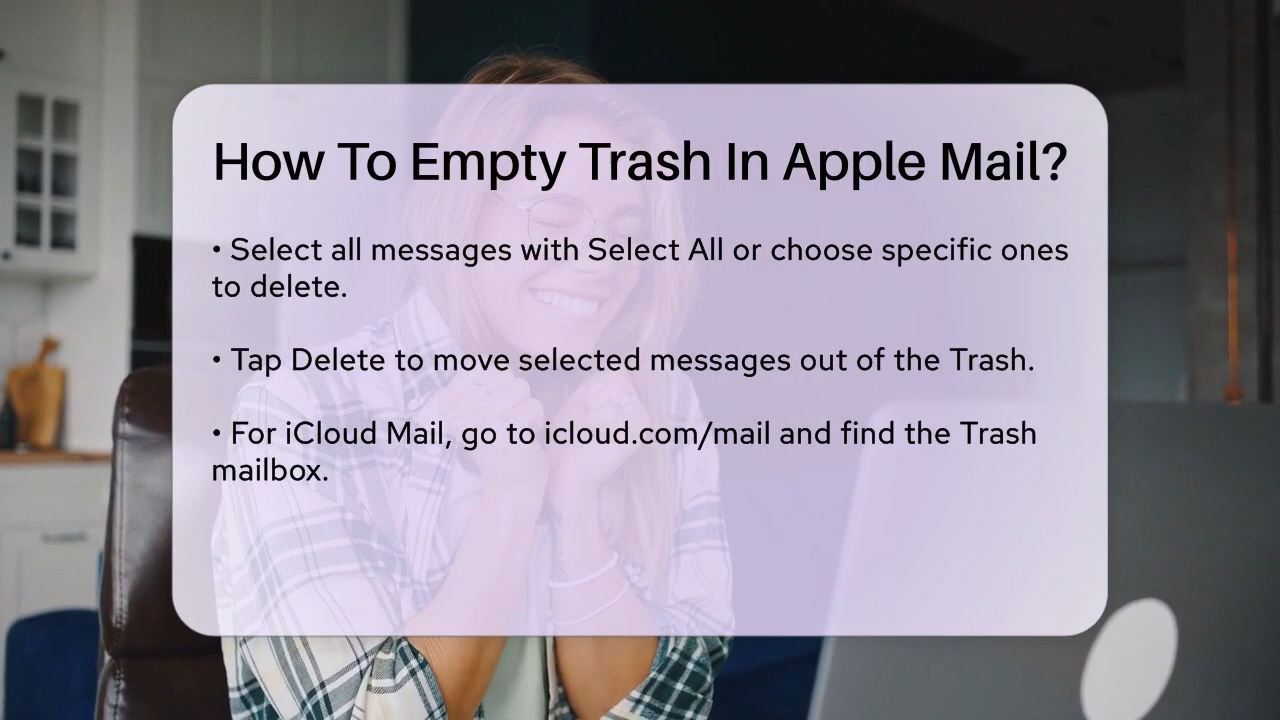 How To Empty Trash In Apple Mail?
• Select all messages with Select All or choose specific ones
to delete.
• Tap Delete to move selected messages out of the Trash.
• For iCloud Mail, go to icloud.com/mail and find the Trash
mailbox.